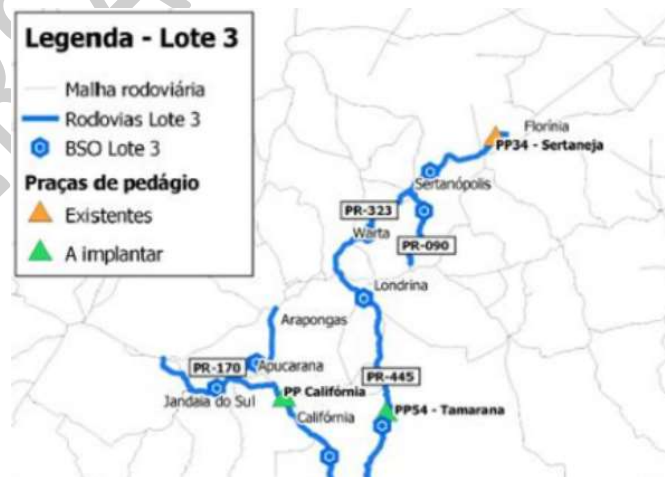 Legenda - Lote 3
Malha rodoviária
Rodovias Lote 3
BSO Lote 3
Praças de pedágio
Existentes
A implantar
Florínia
PP34 - Sertaneja
Sertanópolis
PR-323
Warta
PR-090
Londrina
Arapongas
PR-170
Apucarana
PR-445
Jandaia do Sul
PP Califórnia
Califórnia
PP54 - Tamarana